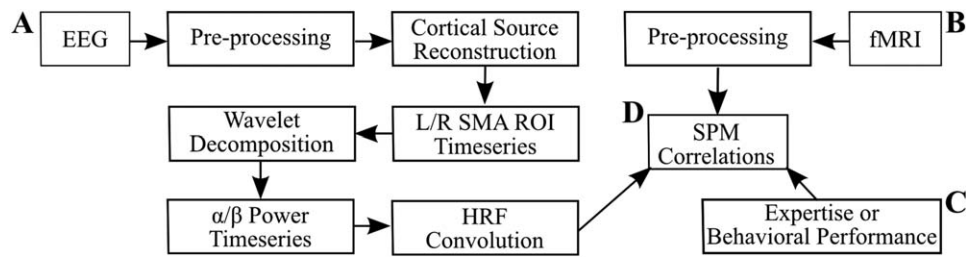 A
EEG
Pre-processing
Cortical Source
Reconstruction
Pre-processing
fMRI
B
Wavelet
Decomposition
L/R SMA ROI
Timeseries
D
SPM
Correlations
α/β Power
Timeseries
HRF
Convolution
Expertise or
Behavioral Performance
C